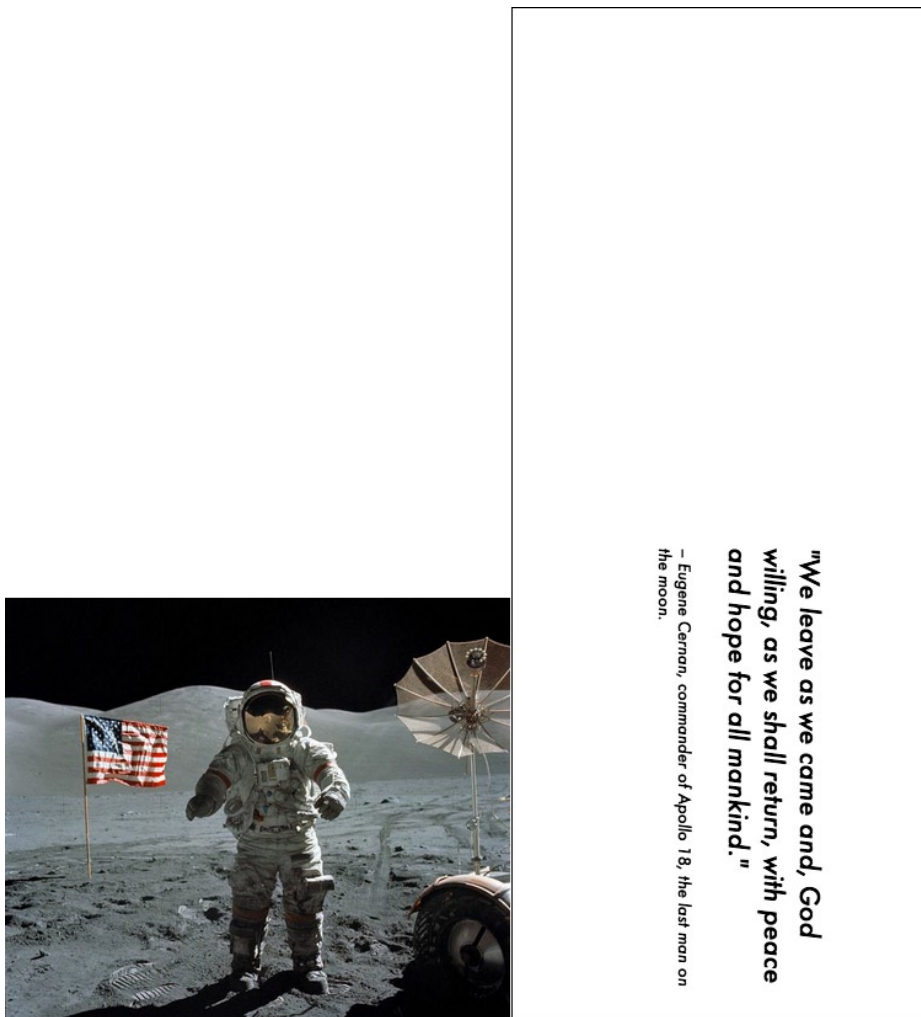 "We leave as we came and, God
willing, as we shall return, with peace
and hope for all mankind."
– Eugene Cernan, commander of Apollo 18, the last man on
the moon.